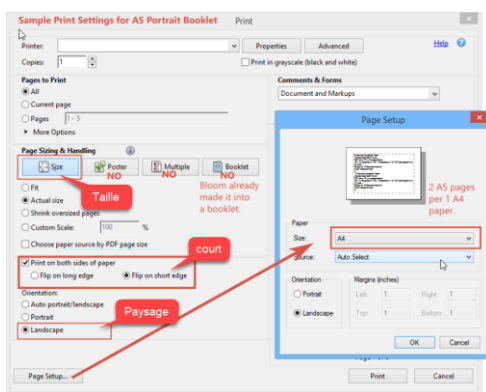 Sample Print Settings for A5 Portrait Booklet
Print
Printer:
Properties
Advanced
Help
Copies:
1
Print in grayscale (black and white)
Pages to Print
All
Current page
Pages
1 - 5
More Options
Comments & Forms
Document and Markups
Page Sizing & Handling
Size
Poster
Multiple
Booklet
NO
NO
NO
Taille
Bloom already
made it into
a booklet.
Fit
Actual size
Shrink oversized pages
Custom Scale:
100
%
Choose paper source by PDF page size
court
Print on both sides of paper
Flip on long edge
Flip on short edge
Orientation:
Auto portrait/landscape
Portrait
Landscape
Paysage
Page Setup...
Print
Cancel
Page Setup
2 A5 pages
per 1 A4
paper.
Paper
Size:
A4
Source:
Auto Select
Orientation
Margins (inches)
Portrait
Left:
1
Right:
1
Landscape
Top:
1
Bottom:
1
OK
Cancel